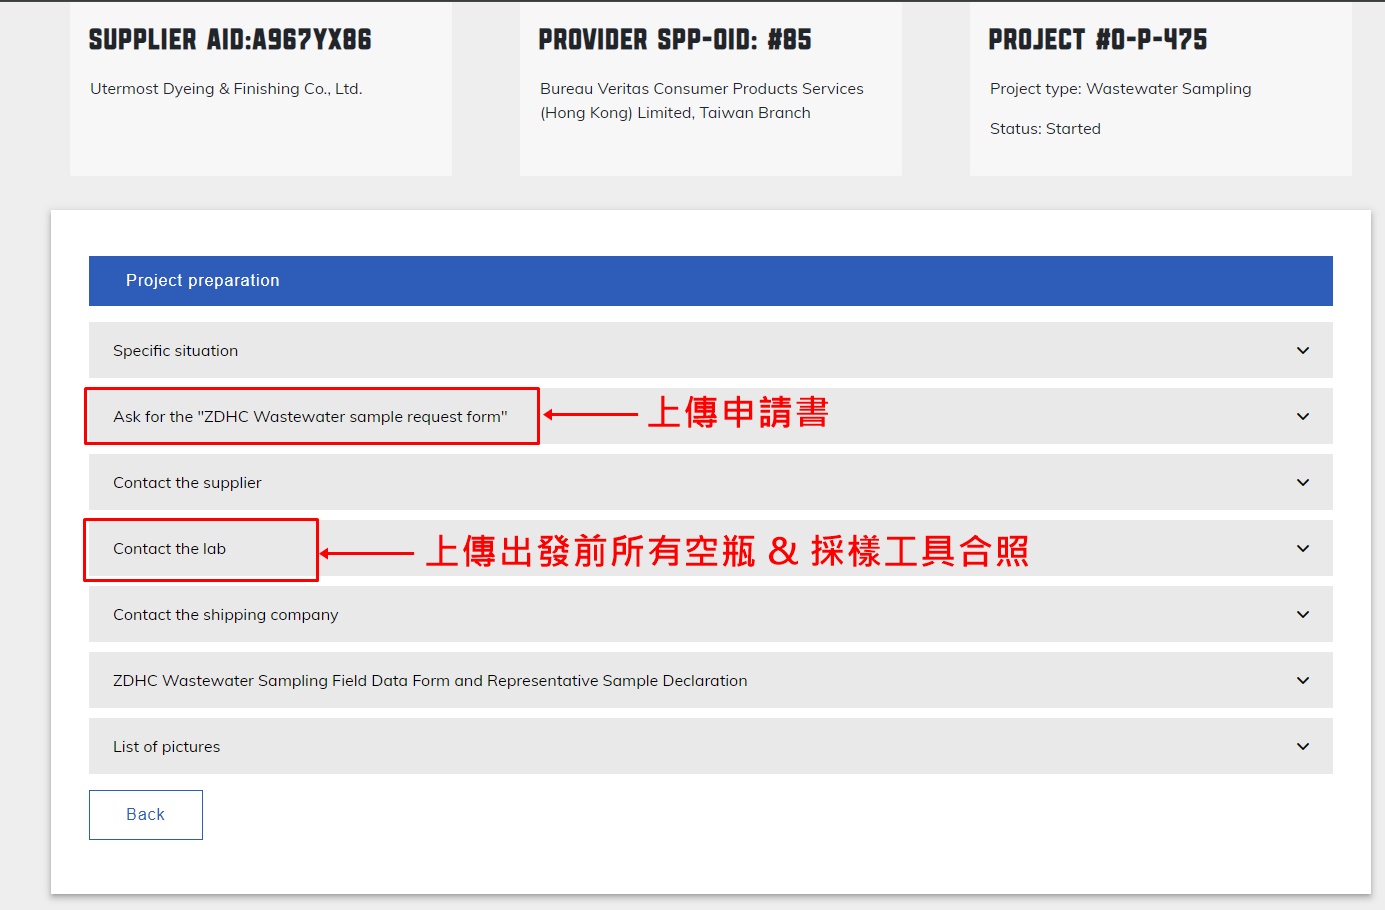 SUPPLIER AID:A967YX86
Utermost Dyeing & Finishing Co., Ltd.
PROVIDER SPP-OID: #85
Bureau Veritas Consumer Products Services
(Hong Kong) Limited, Taiwan Branch
PROJECT #O-P-475
Project type: Wastewater Sampling
Status: Started
Project preparation
Specific situation
Ask for the "ZDHC Wastewater sample request form"
上傳申請書
Contact the supplier
Contact the lab
上傳出發前所有空瓶 & 採樣工具合照
Contact the shipping company
ZDHC Wastewater Sampling Field Data Form and Representative Sample Declaration
List of pictures
Back